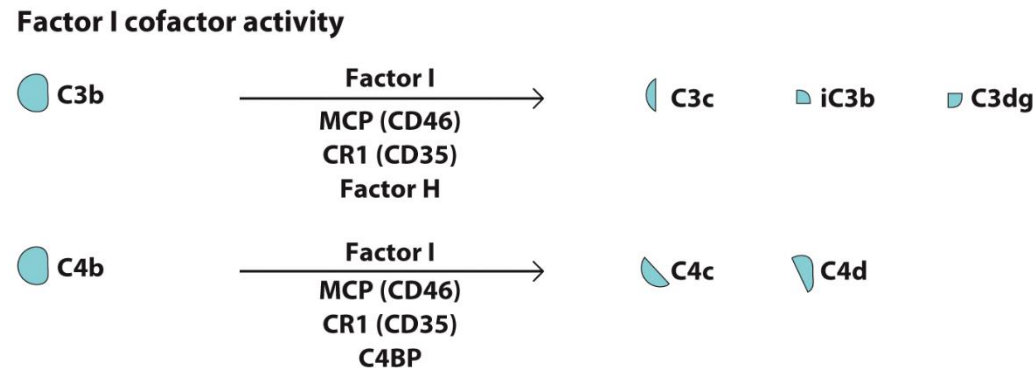 Factor I cofactor activity
C3b
Factor I
MCP (CD46)
CR1 (CD35)
Factor H
C3c
iC3b
C3dg
C4b
Factor I
MCP (CD46)
CR1 (CD35)
C4BP
C4c
C4d